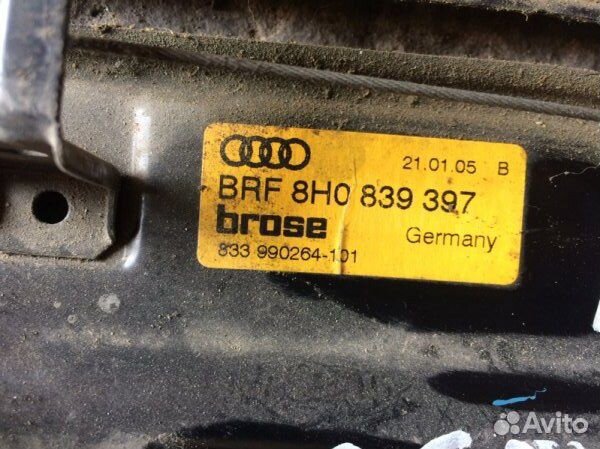 21.01.05 B
BRF 8H0 839 397
brose
Germany
833 990264-101
Avito